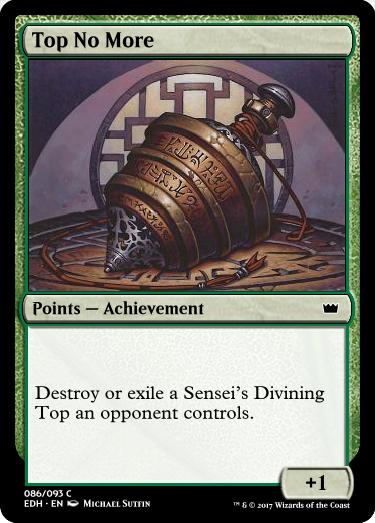 Top No More
Points — Achievement
Destroy or exile a Sensei's Divining
Top an opponent controls.
+1
086/093 C
EDH • EN Michael Sutfin
™ & © 2017 Wizards of the Coast